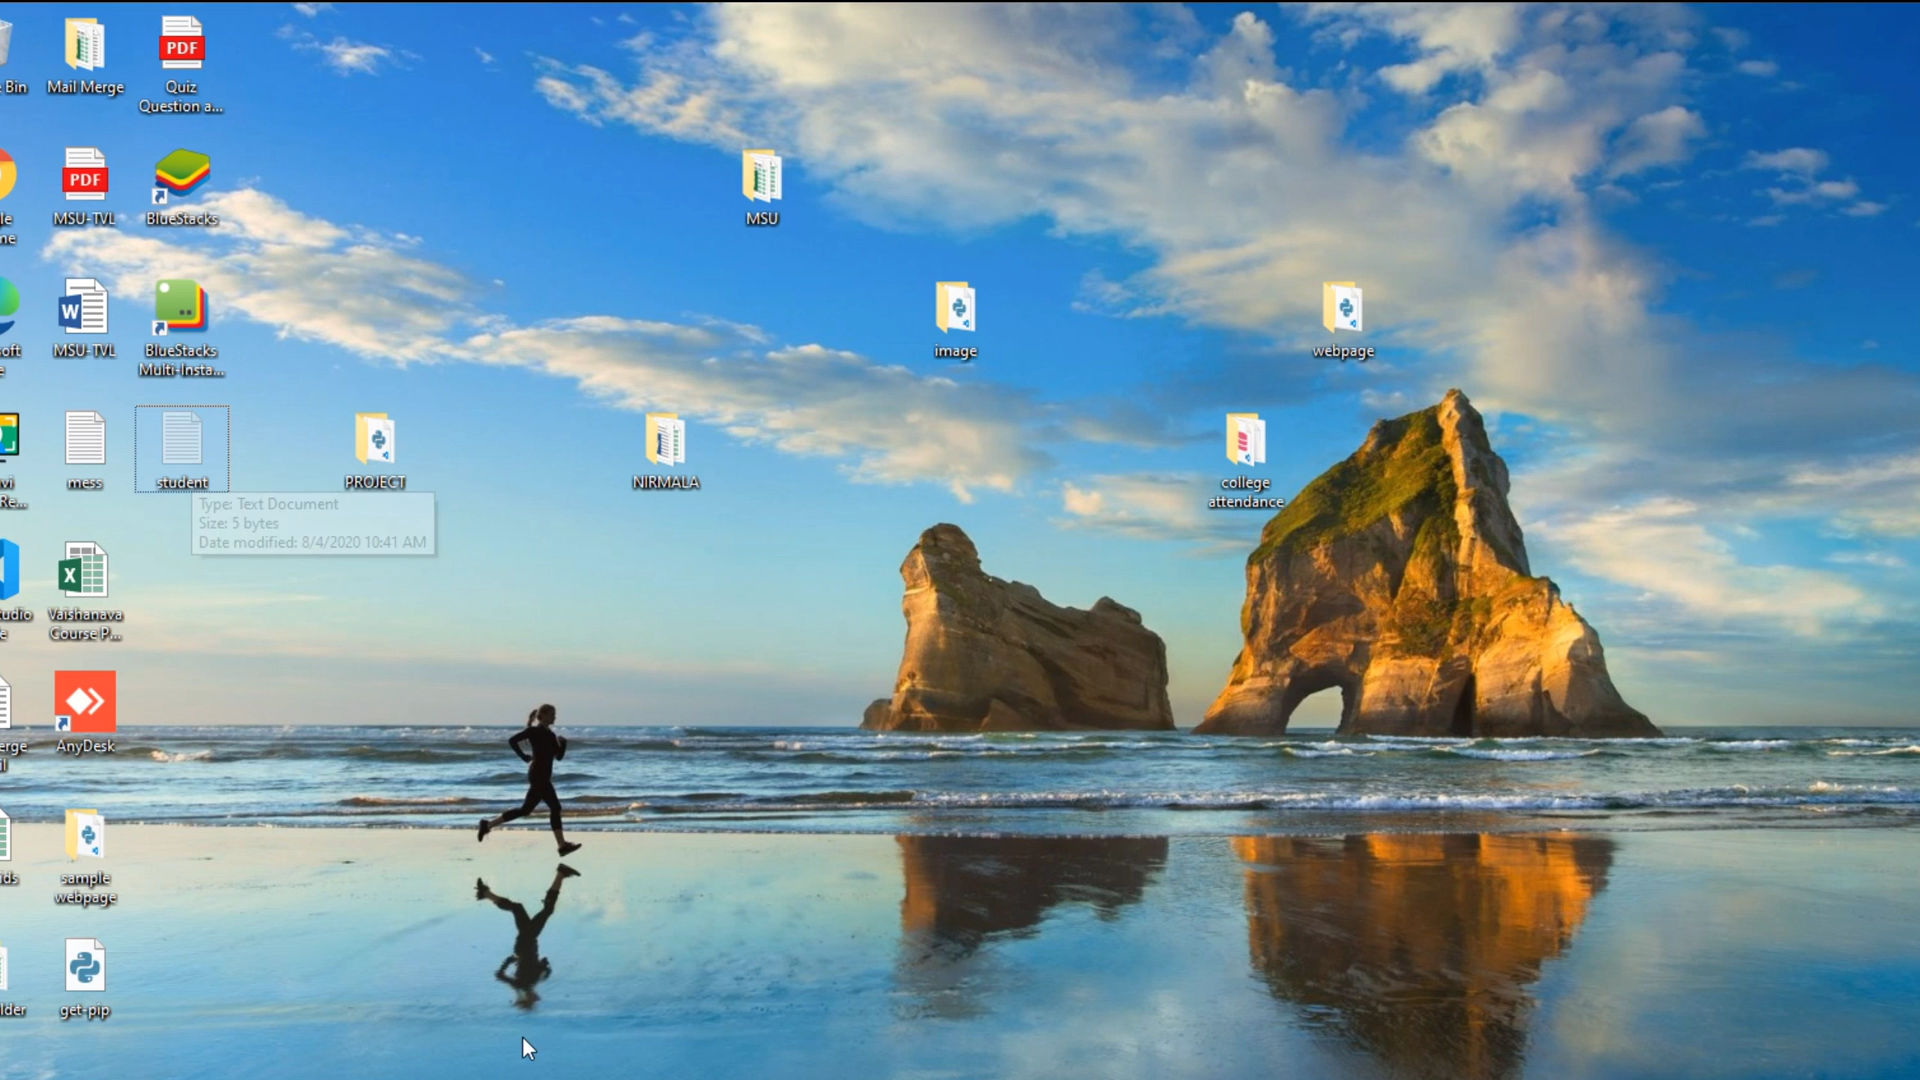 Bin
Mail Merge
PDF
Quiz
Question a...
PDF
MSU-TVL
BlueStacks
MSU
W
MSU-TVL
BlueStacks
Multi-Insta...
image
webpage
mess
student
PROJECT
NIRMALA
college
attendance
Type: Text Document
Size: 5 bytes
Date modified: 8/4/2020 10:41 AM
X
Vaishanava
Course P...
AnyDesk
sample
webpage
get-pip